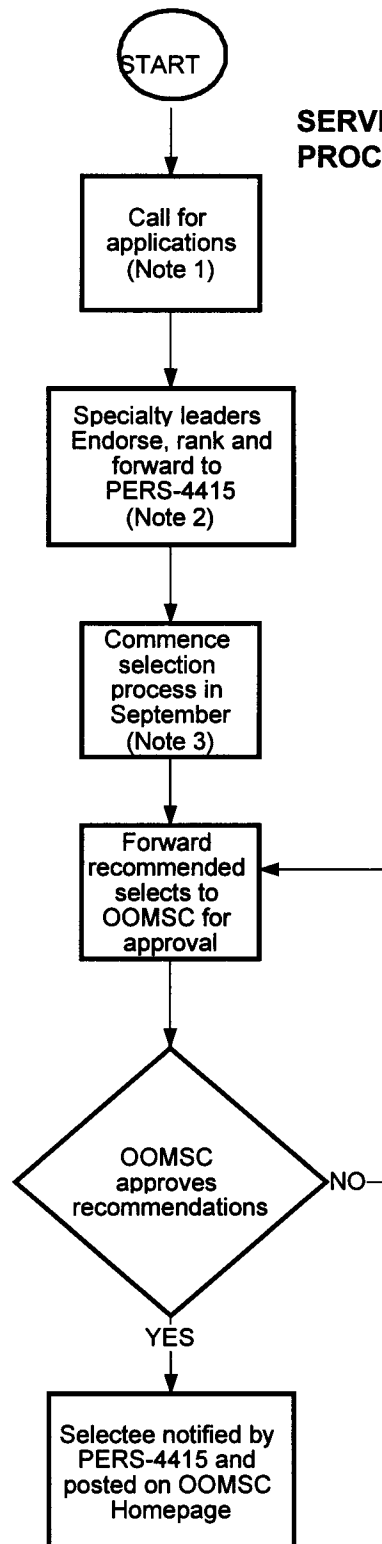 START
SERVI
PROC
Call for
applications
(Note 1)
Specialty leaders
Endorse, rank and
forward to
PERS-4415
(Note 2)
Commence
selection
process in
September
(Note 3)
Forward
recommended
selects to
OOMSC for
approval
OOMSC
approves
recommendations
NO
YES
Selectee notified by
PERS-4415 and
posted on OOMSC
Homepage